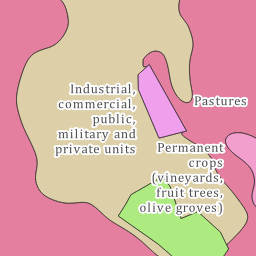 Industrial,
commercial,
public,
military and
private units
Pastures
Permanent
crops
(vineyards,
fruit trees,
olive groves)